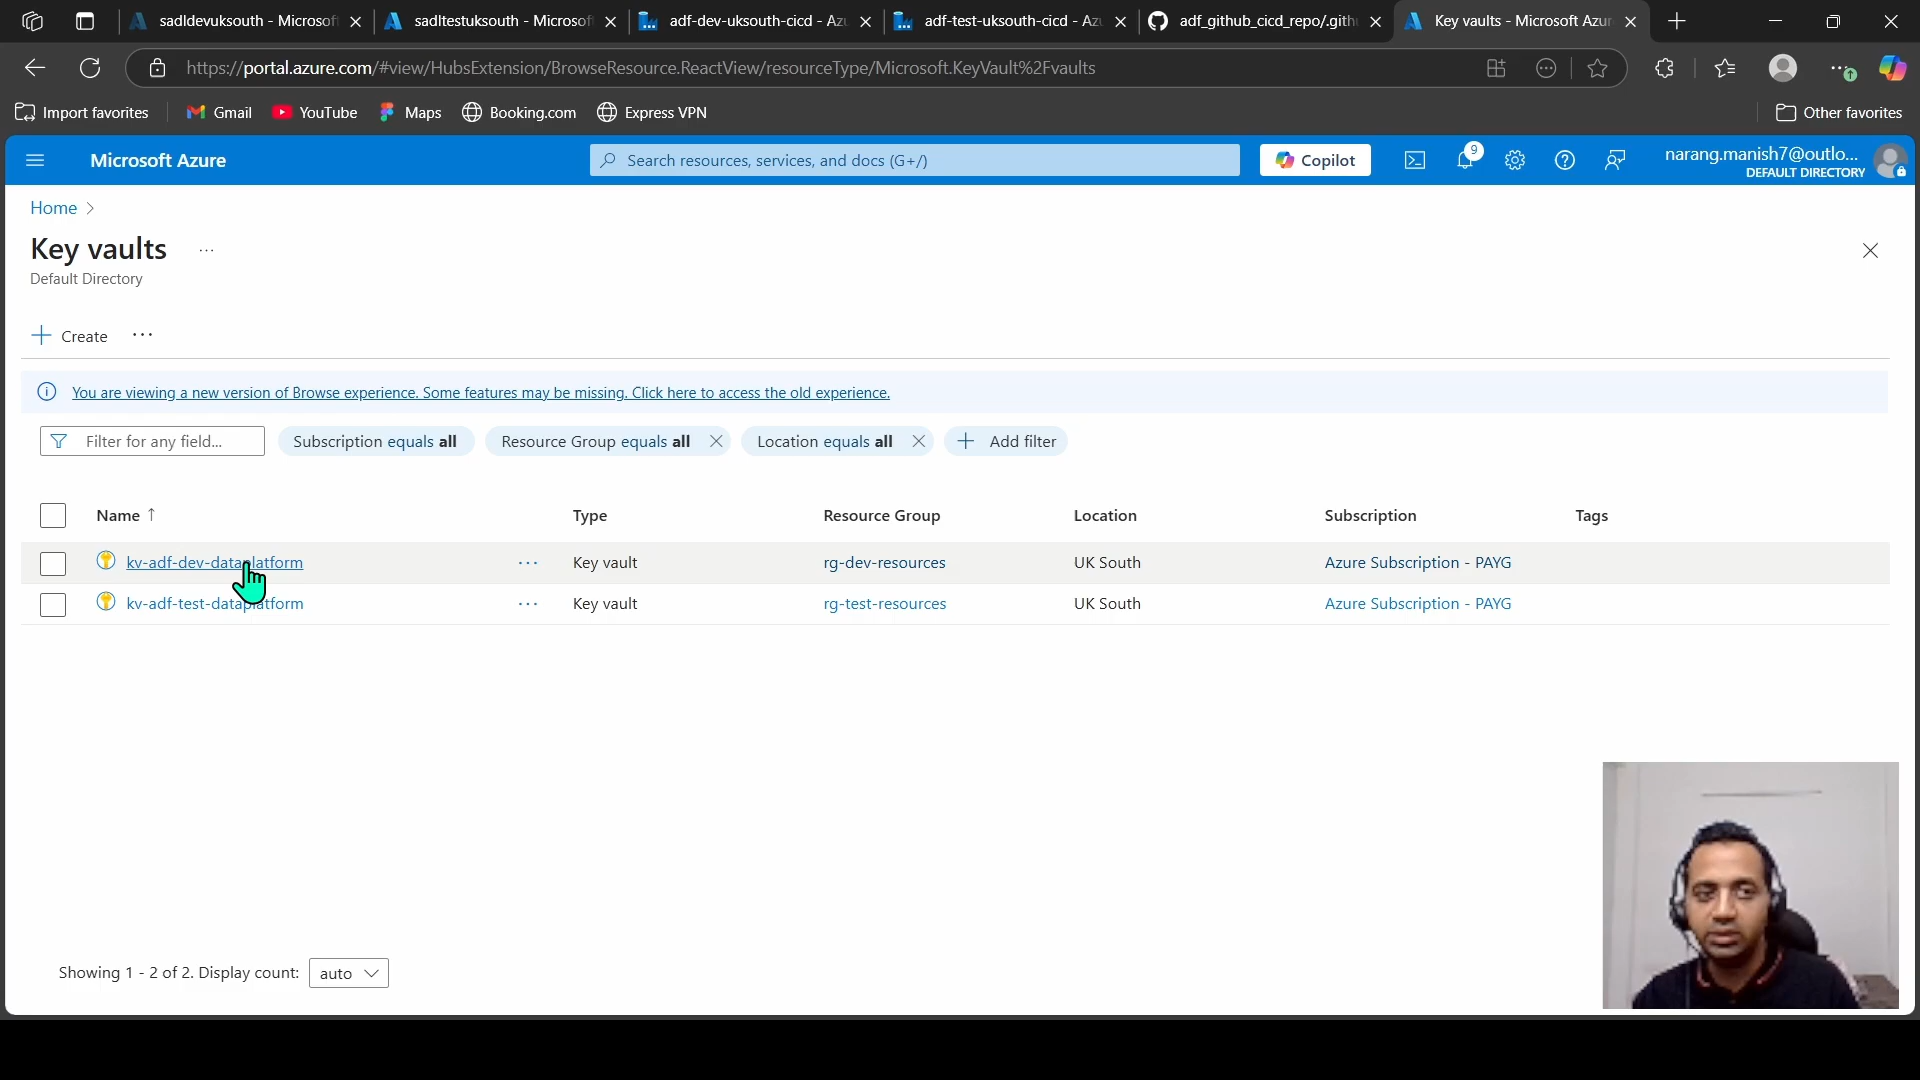 sadldevuksouth - Microsof
sadltestuksouth - Microsof
adf-dev-uksouth-cicd - Az
adf-test-uksouth-cicd - Az
adf_github_cicd_repo/.gith
Key vaults - Microsoft Azur
https://portal.azure.com/#view/HubsExtension/BrowseResource.ReactView/resourceType/Microsoft.KeyVault%2Fvaults
Import favorites
Gmail
YouTube
Maps
Booking.com
Express VPN
Other favorites
Microsoft Azure
Search resources, services, and docs (G+/)
Copilot
9
narang.manish7@outlo...
DEFAULT DIRECTORY
Home >
Key vaults ...
Default Directory
+ Create ...
You are viewing a new version of Browse experience. Some features may be missing. Click here to access the old experience.
Filter for any field...
Subscription equals all
Resource Group equals all
Location equals all
+ Add filter
Name ↑ Type Resource Group Location Subscription Tags
kv-adf-dev-dataplatform ... Key vault rg-dev-resources UK South Azure Subscription - PAYG
kv-adf-test-dataplatform ... Key vault rg-test-resources UK South Azure Subscription - PAYG
Showing 1 - 2 of 2. Display count: auto